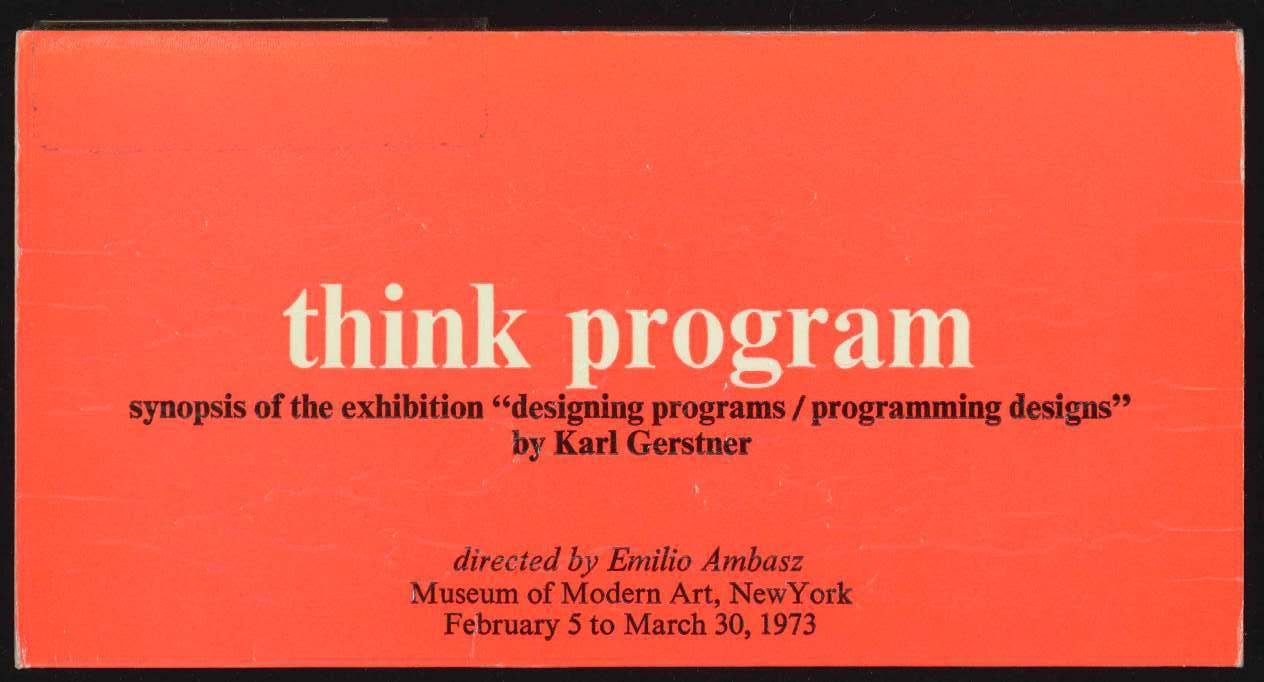 think program
synopsis of the exhibition “designing programs / programming designs”
by Karl Gerstner
directed by Emilio Ambasz
Museum of Modern Art, NewYork
February 5 to March 30, 1973